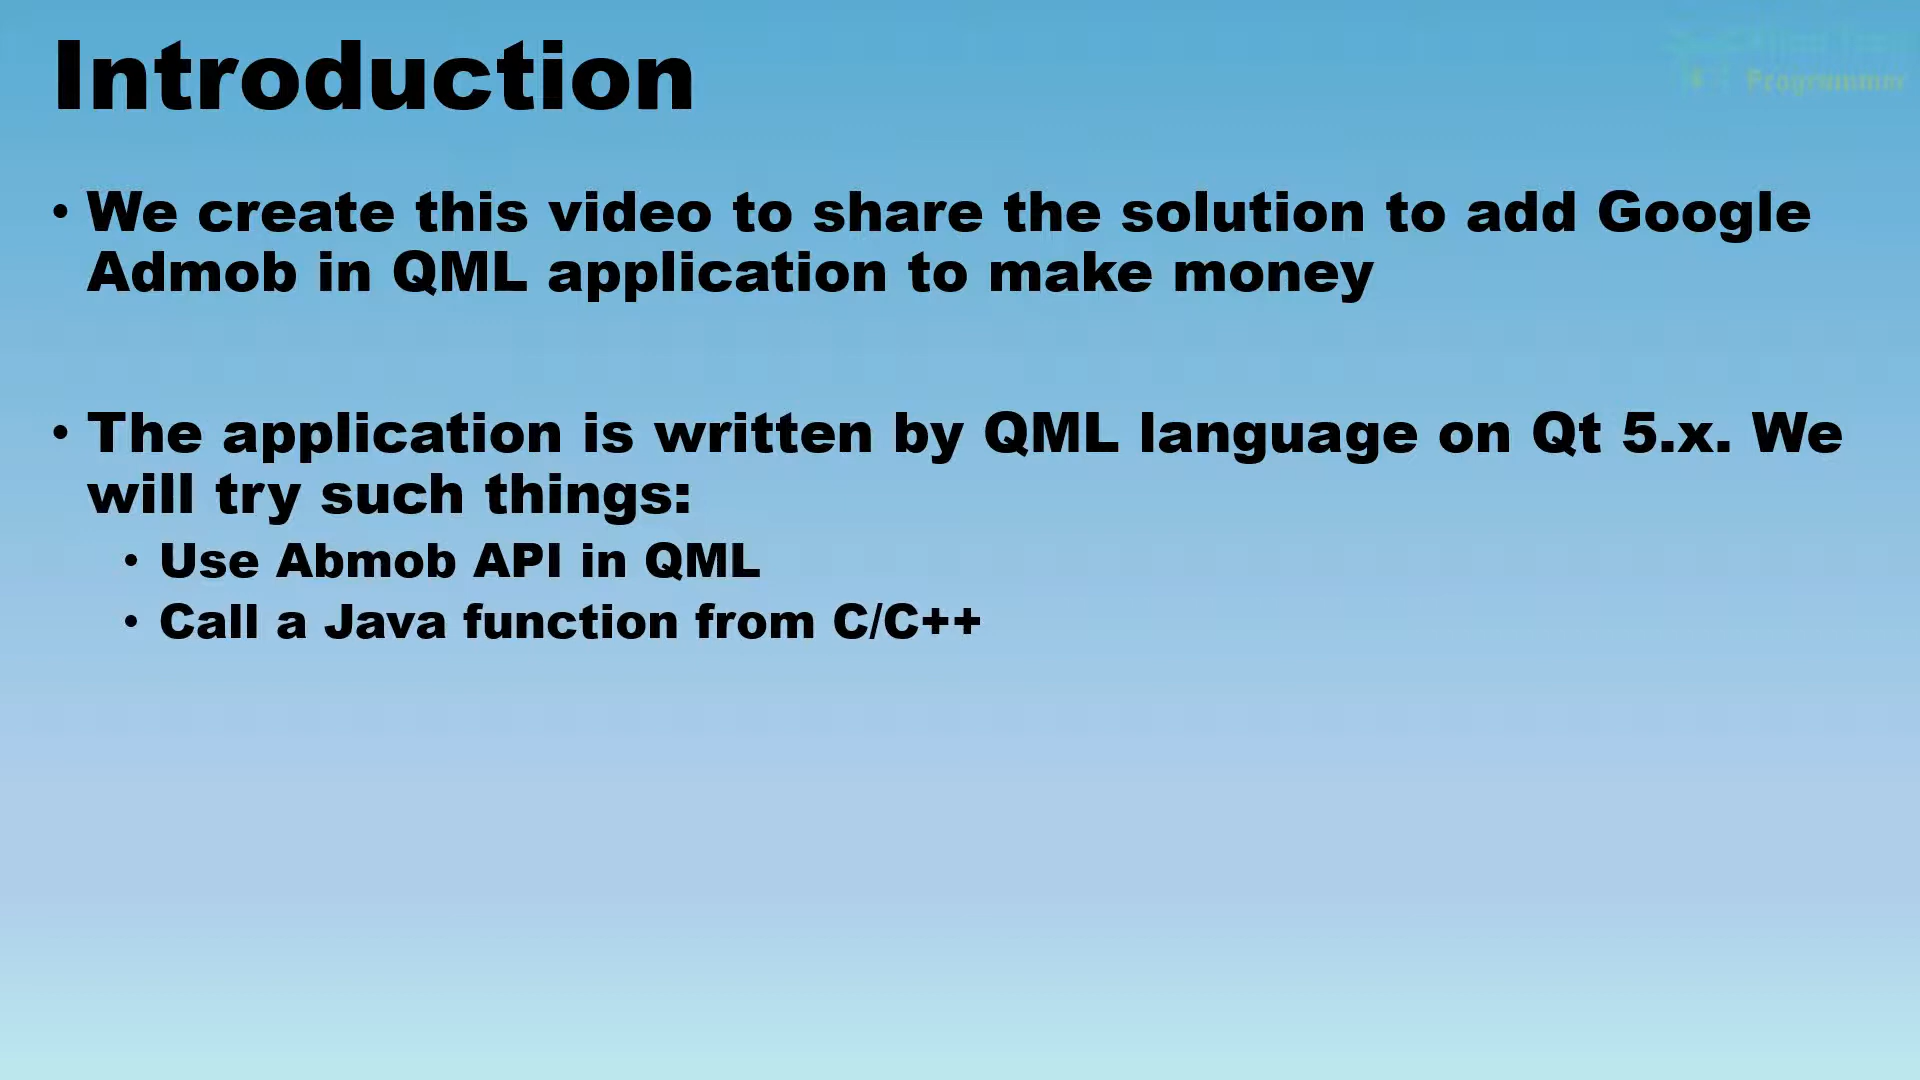 Introduction
• We create this video to share the solution to add Google
Admob in QML application to make money
• The application is written by QML language on Qt 5.x. We
will try such things:
• Use Abmob API in QML
• Call a Java function from C/C++
Programmer